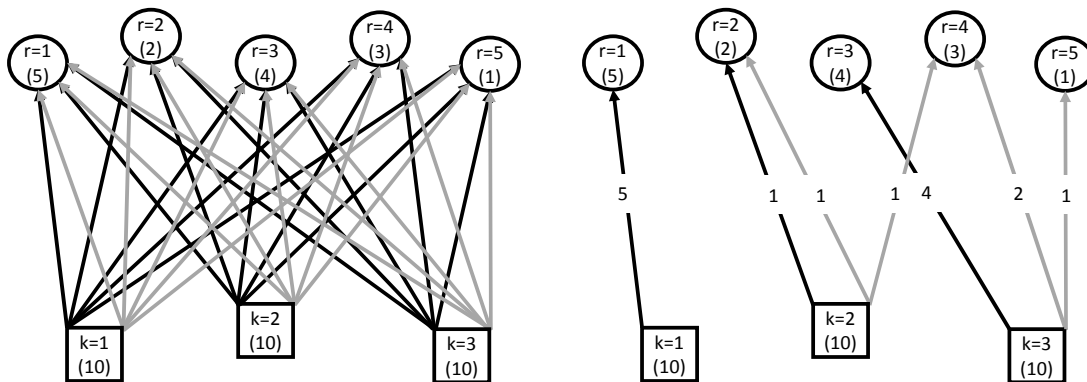 r=1
(5)
r=2
(2)
r=3
(4)
r=4
(3)
r=5
(1)
k=1
(10)
k=2
(10)
k=3
(10)
r=1
(5)
r=2
(2)
r=3
(4)
r=4
(3)
r=5
(1)
5
1
1
1
4
2
1
k=1
(10)
k=2
(10)
k=3
(10)